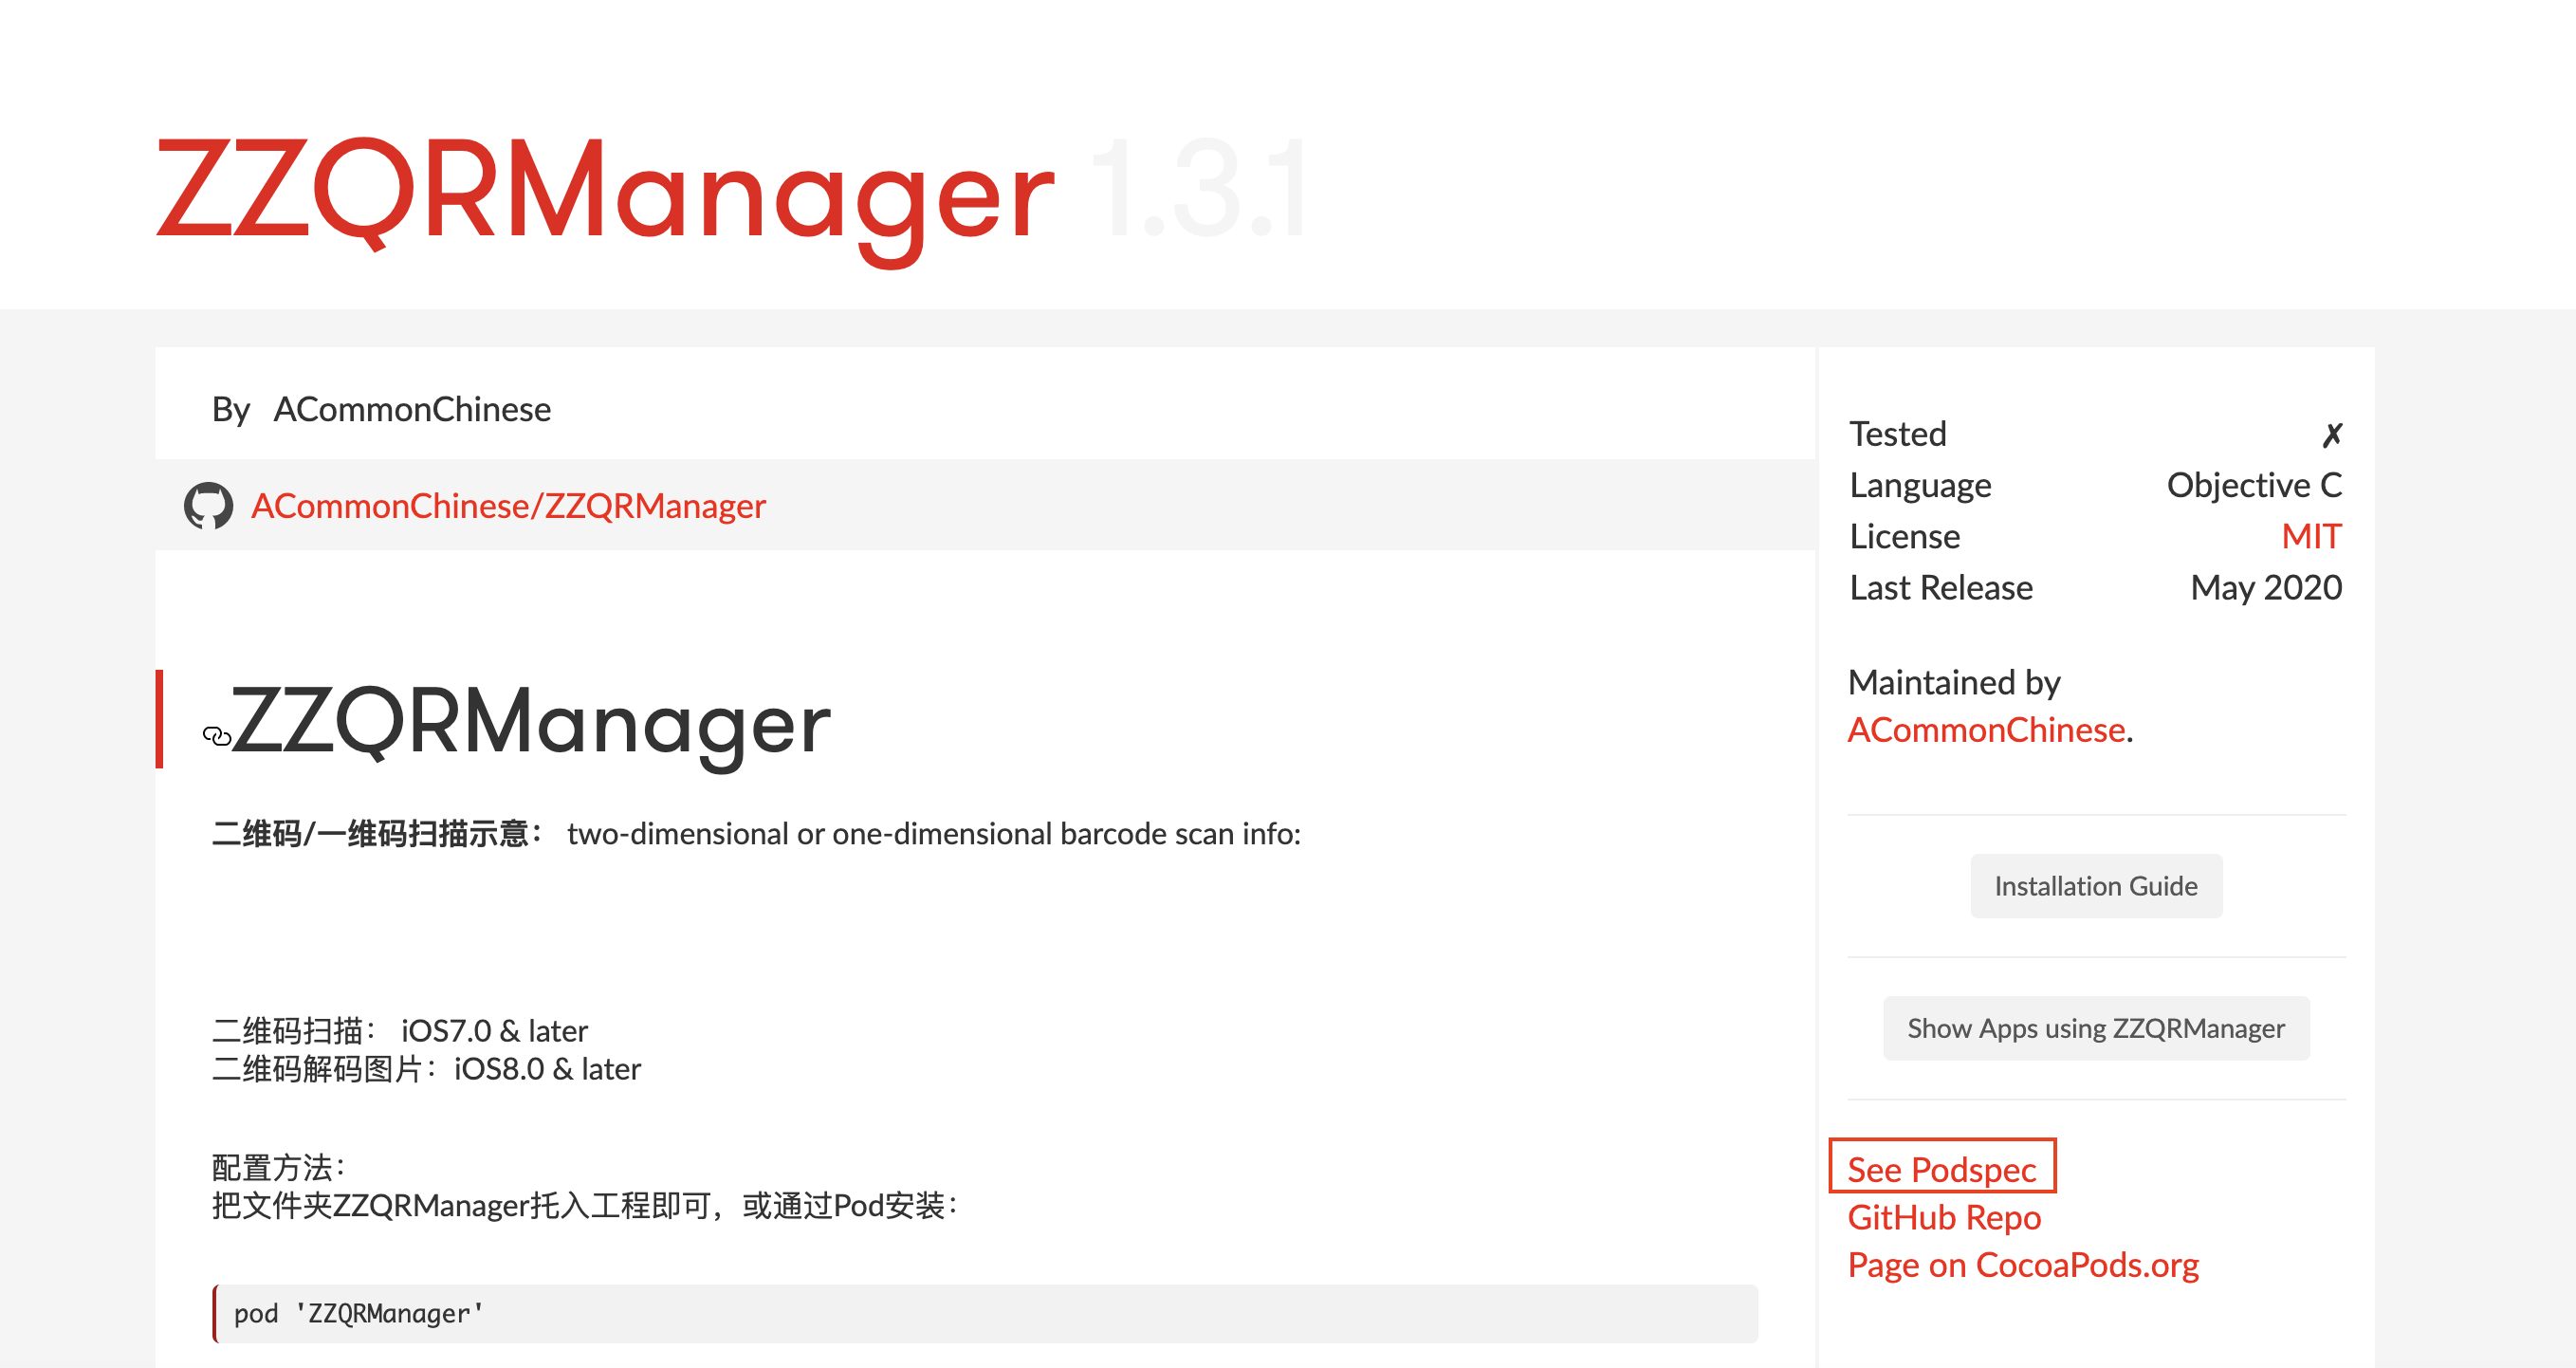 ZZQRManager 1.3.1
By ACommonChinese
ACommonChinese/ZZQRManager
ZZQRManager
二维码/一维码扫描示意： two-dimensional or one-dimensional barcode scan info:
二维码扫描： iOS7.0 & later
二维码解码图片：iOS8.0 & later
配置方法：
把文件夹ZZQRManager托入工程即可，或通过Pod安装：
pod 'ZZQRManager'
Tested ✗
Language Objective C
License MIT
Last Release May 2020
Maintained by
ACommonChinese.
Installation Guide
Show Apps using ZZQRManager
See Podspec
GitHub Repo
Page on CocoaPods.org